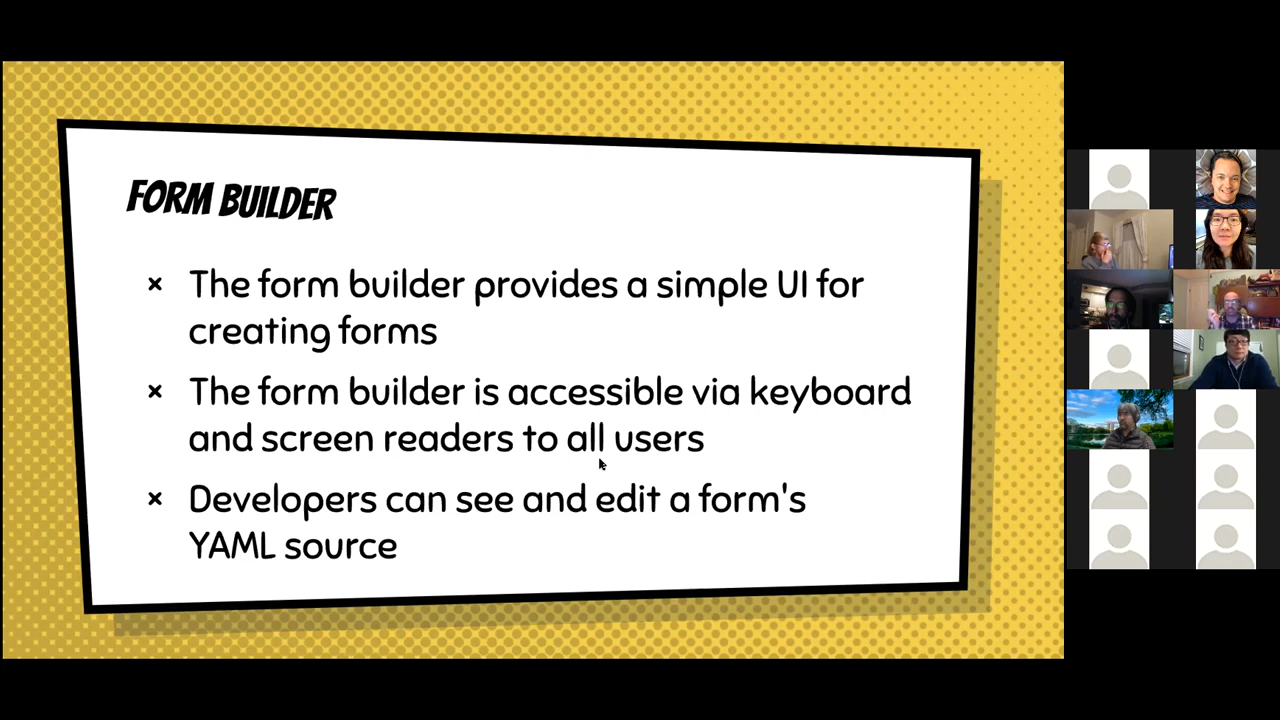 FORM BUILDER
× The form builder provides a simple UI for
creating forms
× The form builder is accessible via keyboard
and screen readers to all users
× Developers can see and edit a form's
YAML source